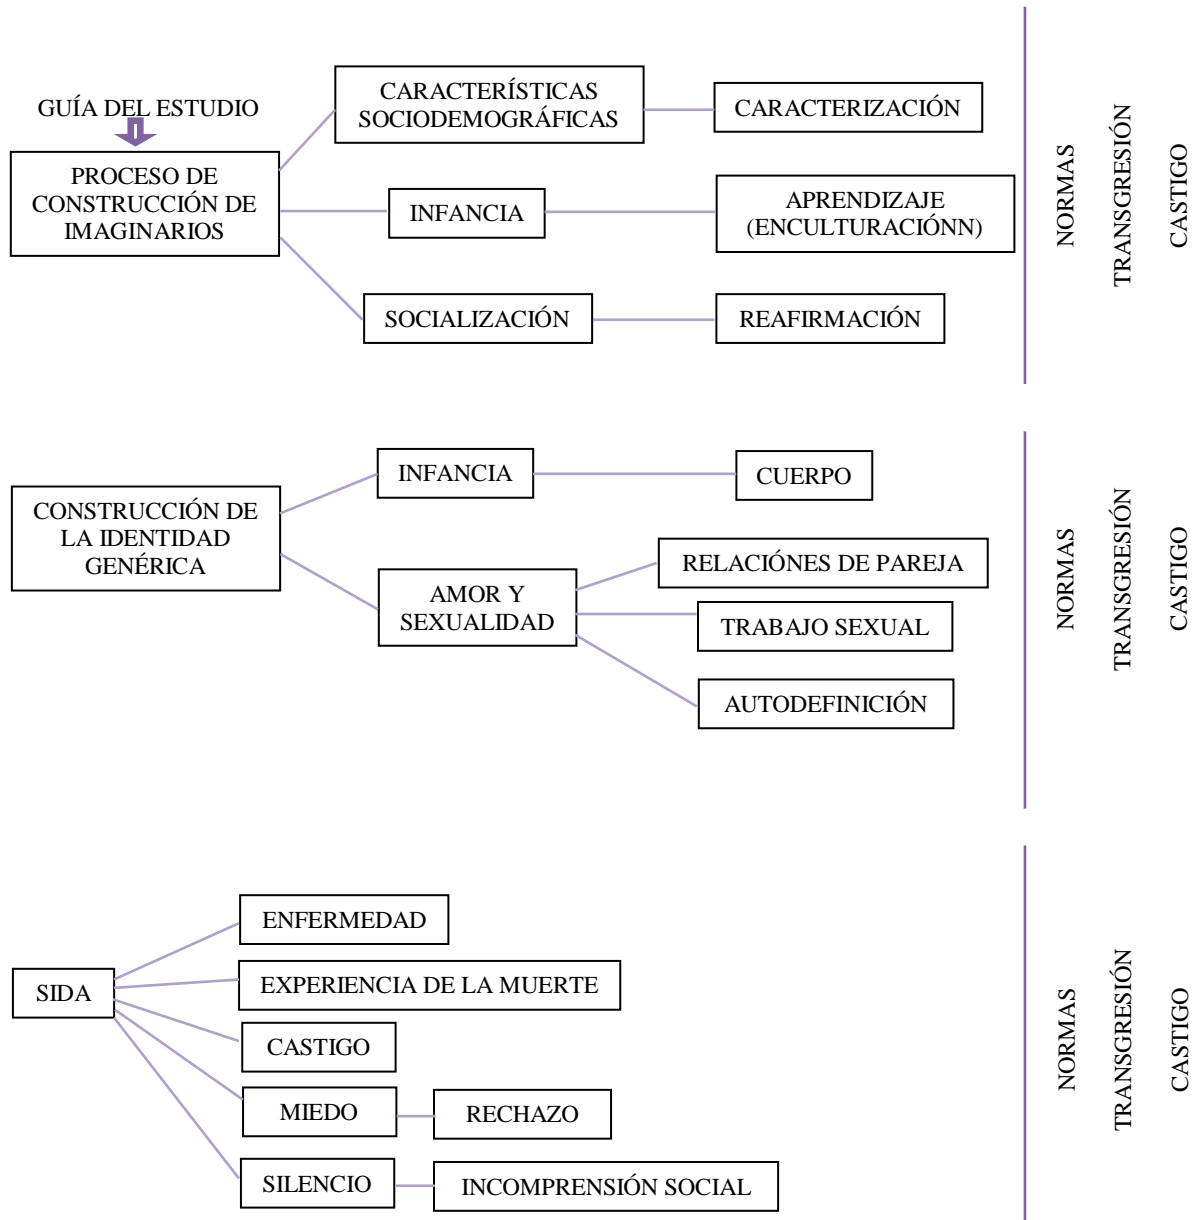 GUÍA DEL ESTUDIO
PROCESO DE
CONSTRUCCIÓN DE
IMAGINARIOS
CARACTERÍSTICAS
SOCIODEMOGRÁFICAS
CARACTERIZACIÓN
INFANCIA
APRENDIZAJE
(ENCULTURACIÓNN)
SOCIALIZACIÓN
REAFIRMACIÓN
NORMAS
TRANSGRESIÓN
CASTIGO
CONSTRUCCIÓN DE
LA IDENTIDAD
GENÉRICA
INFANCIA
CUERPO
AMOR Y
SEXUALIDAD
RELACIÓNES DE PAREJA
TRABAJO SEXUAL
AUTODEFINICIÓN
NORMAS
TRANSGRESIÓN
CASTIGO
SIDA
ENFERMEDAD
EXPERIENCIA DE LA MUERTE
CASTIGO
MIEDO
RECHAZO
SILENCIO
INCOMPRENSIÓN SOCIAL
NORMAS
TRANSGRESIÓN
CASTIGO